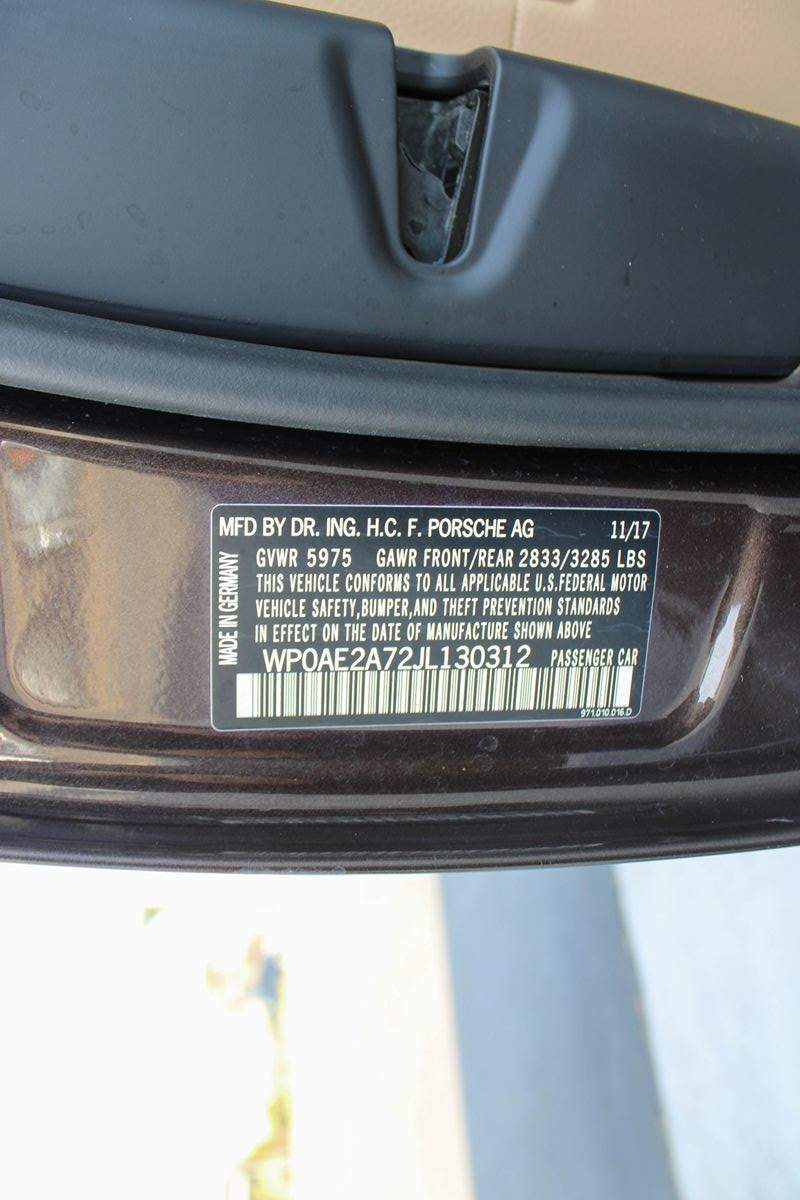 MFD BY DR. ING. H.C. F. PORSCHE AG 11/17
GVWR 5975 GAWR FRONT/REAR 2833/3285 LBS
THIS VEHICLE CONFORMS TO ALL APPLICABLE U.S.FEDERAL MOTOR
VEHICLE SAFETY,BUMPER,AND THEFT PREVENTION STANDARDS
IN EFFECT ON THE DATE OF MANUFACTURE SHOWN ABOVE
MADE IN GERMANY
WP0AE2A72JL130312 PASSENGER CAR
971.010.016.D